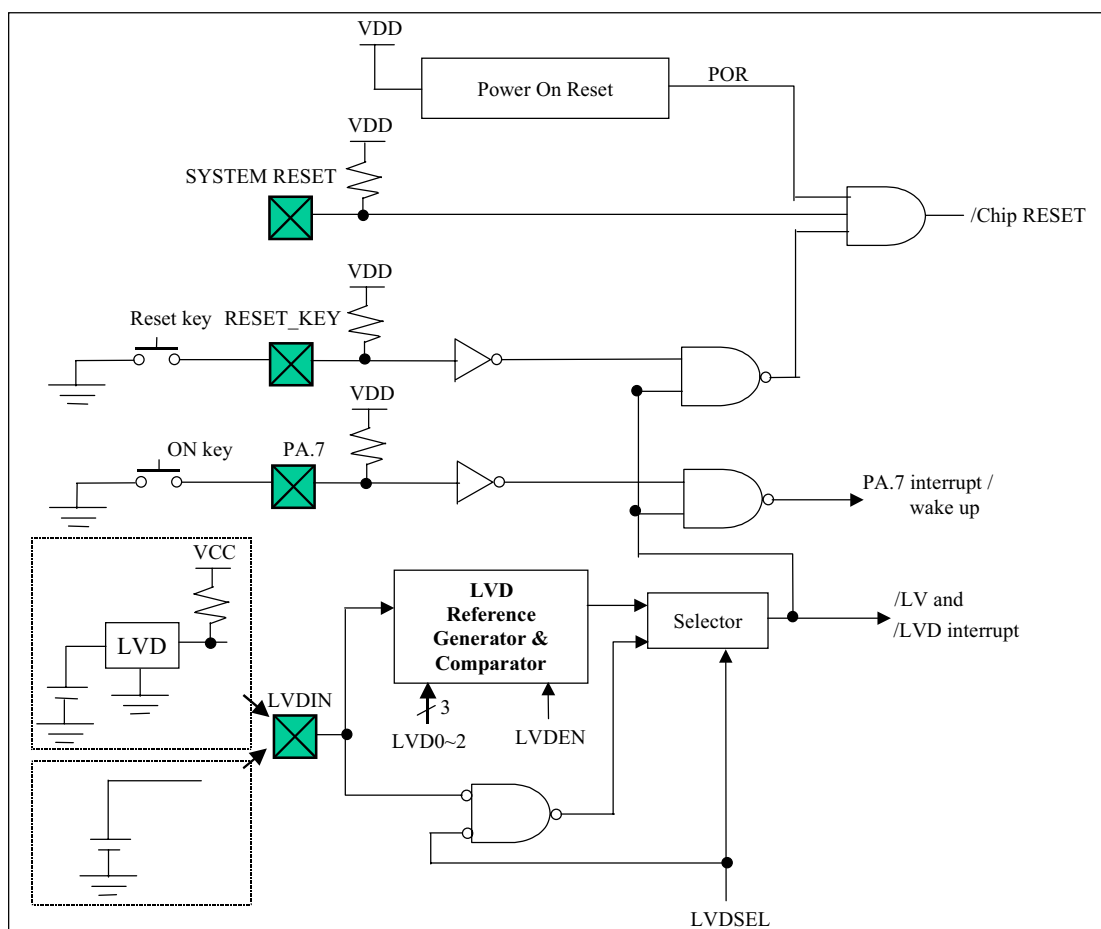 VDD
Power On Reset
POR
VDD
SYSTEM RESET
/Chip RESET
VDD
Reset key
RESET_KEY
VDD
ON key
PA.7
PA.7 interrupt /
wake up
VCC
LVD
LVD
Reference
Generator &
Comparator
Selector
/LV and
/LVD interrupt
LVDIN
3
LVD0~2
LVDEN
LVDSEL